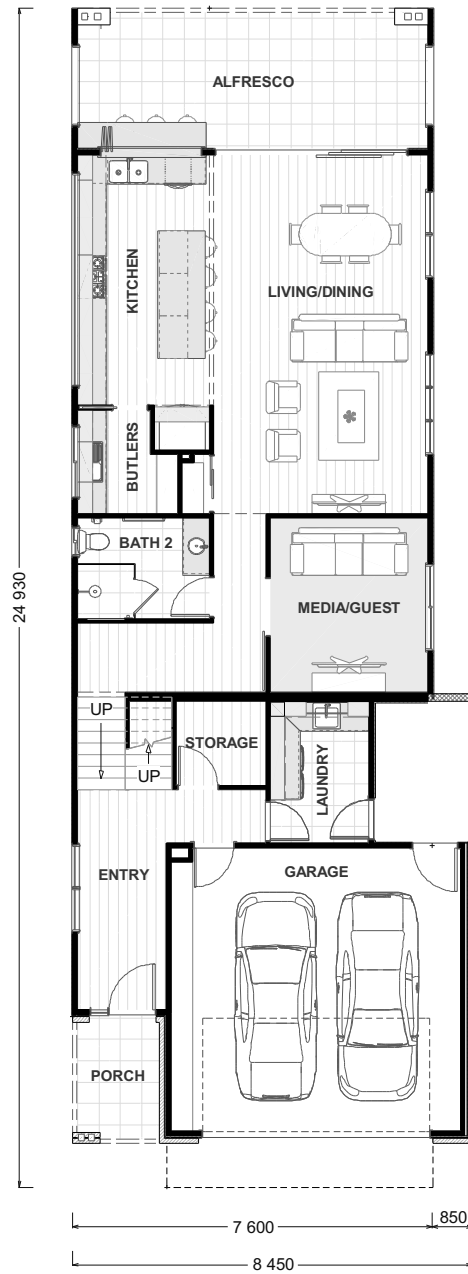 ALFRESCO
KITCHEN
LIVING/DINING
BUTLERS
BATH 2
MEDIA/GUEST
24 930
UP
UP
STORAGE
LAUNDRY
ENTRY
GARAGE
PORCH
7 600
850
8 450